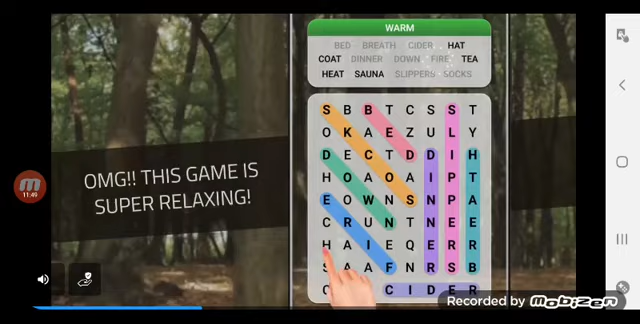 WARM
BED BREATH CIDER HAT
COAT DINNER DOWN FIRE TEA
HEAT SAUNA SLIPPERS SOCKS
S B B T C S S T
O K A E Z U L Y
D E C T D D I H
H O A O A I P T
E O W N S N P A
C R U N T N E E
H A I E Q E R R
S A A F N R S B
C I D E R
OMG!! THIS GAME IS
SUPER RELAXING!
11:49
Recorded by mobizen